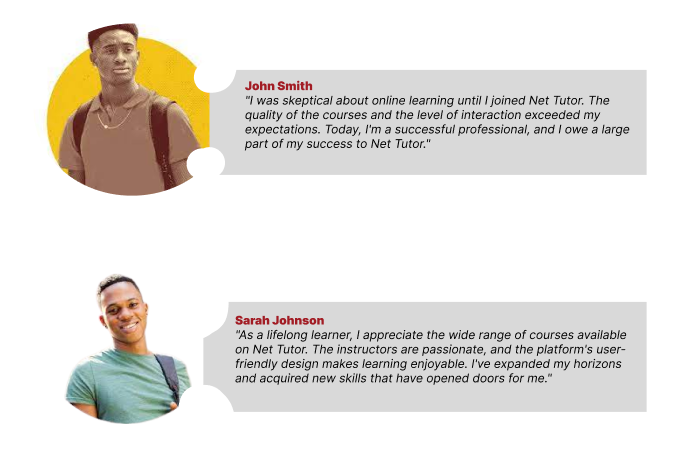 John Smith
"I was skeptical about online learning until I joined Net Tutor. The
quality of the courses and the level of interaction exceeded my
expectations. Today, I'm a successful professional, and I owe a large
part of my success to Net Tutor."
Sarah Johnson
"As a lifelong learner, I appreciate the wide range of courses available
on Net Tutor. The instructors are passionate, and the platform's user-
friendly design makes learning enjoyable. I've expanded my horizons
and acquired new skills that have opened doors for me."